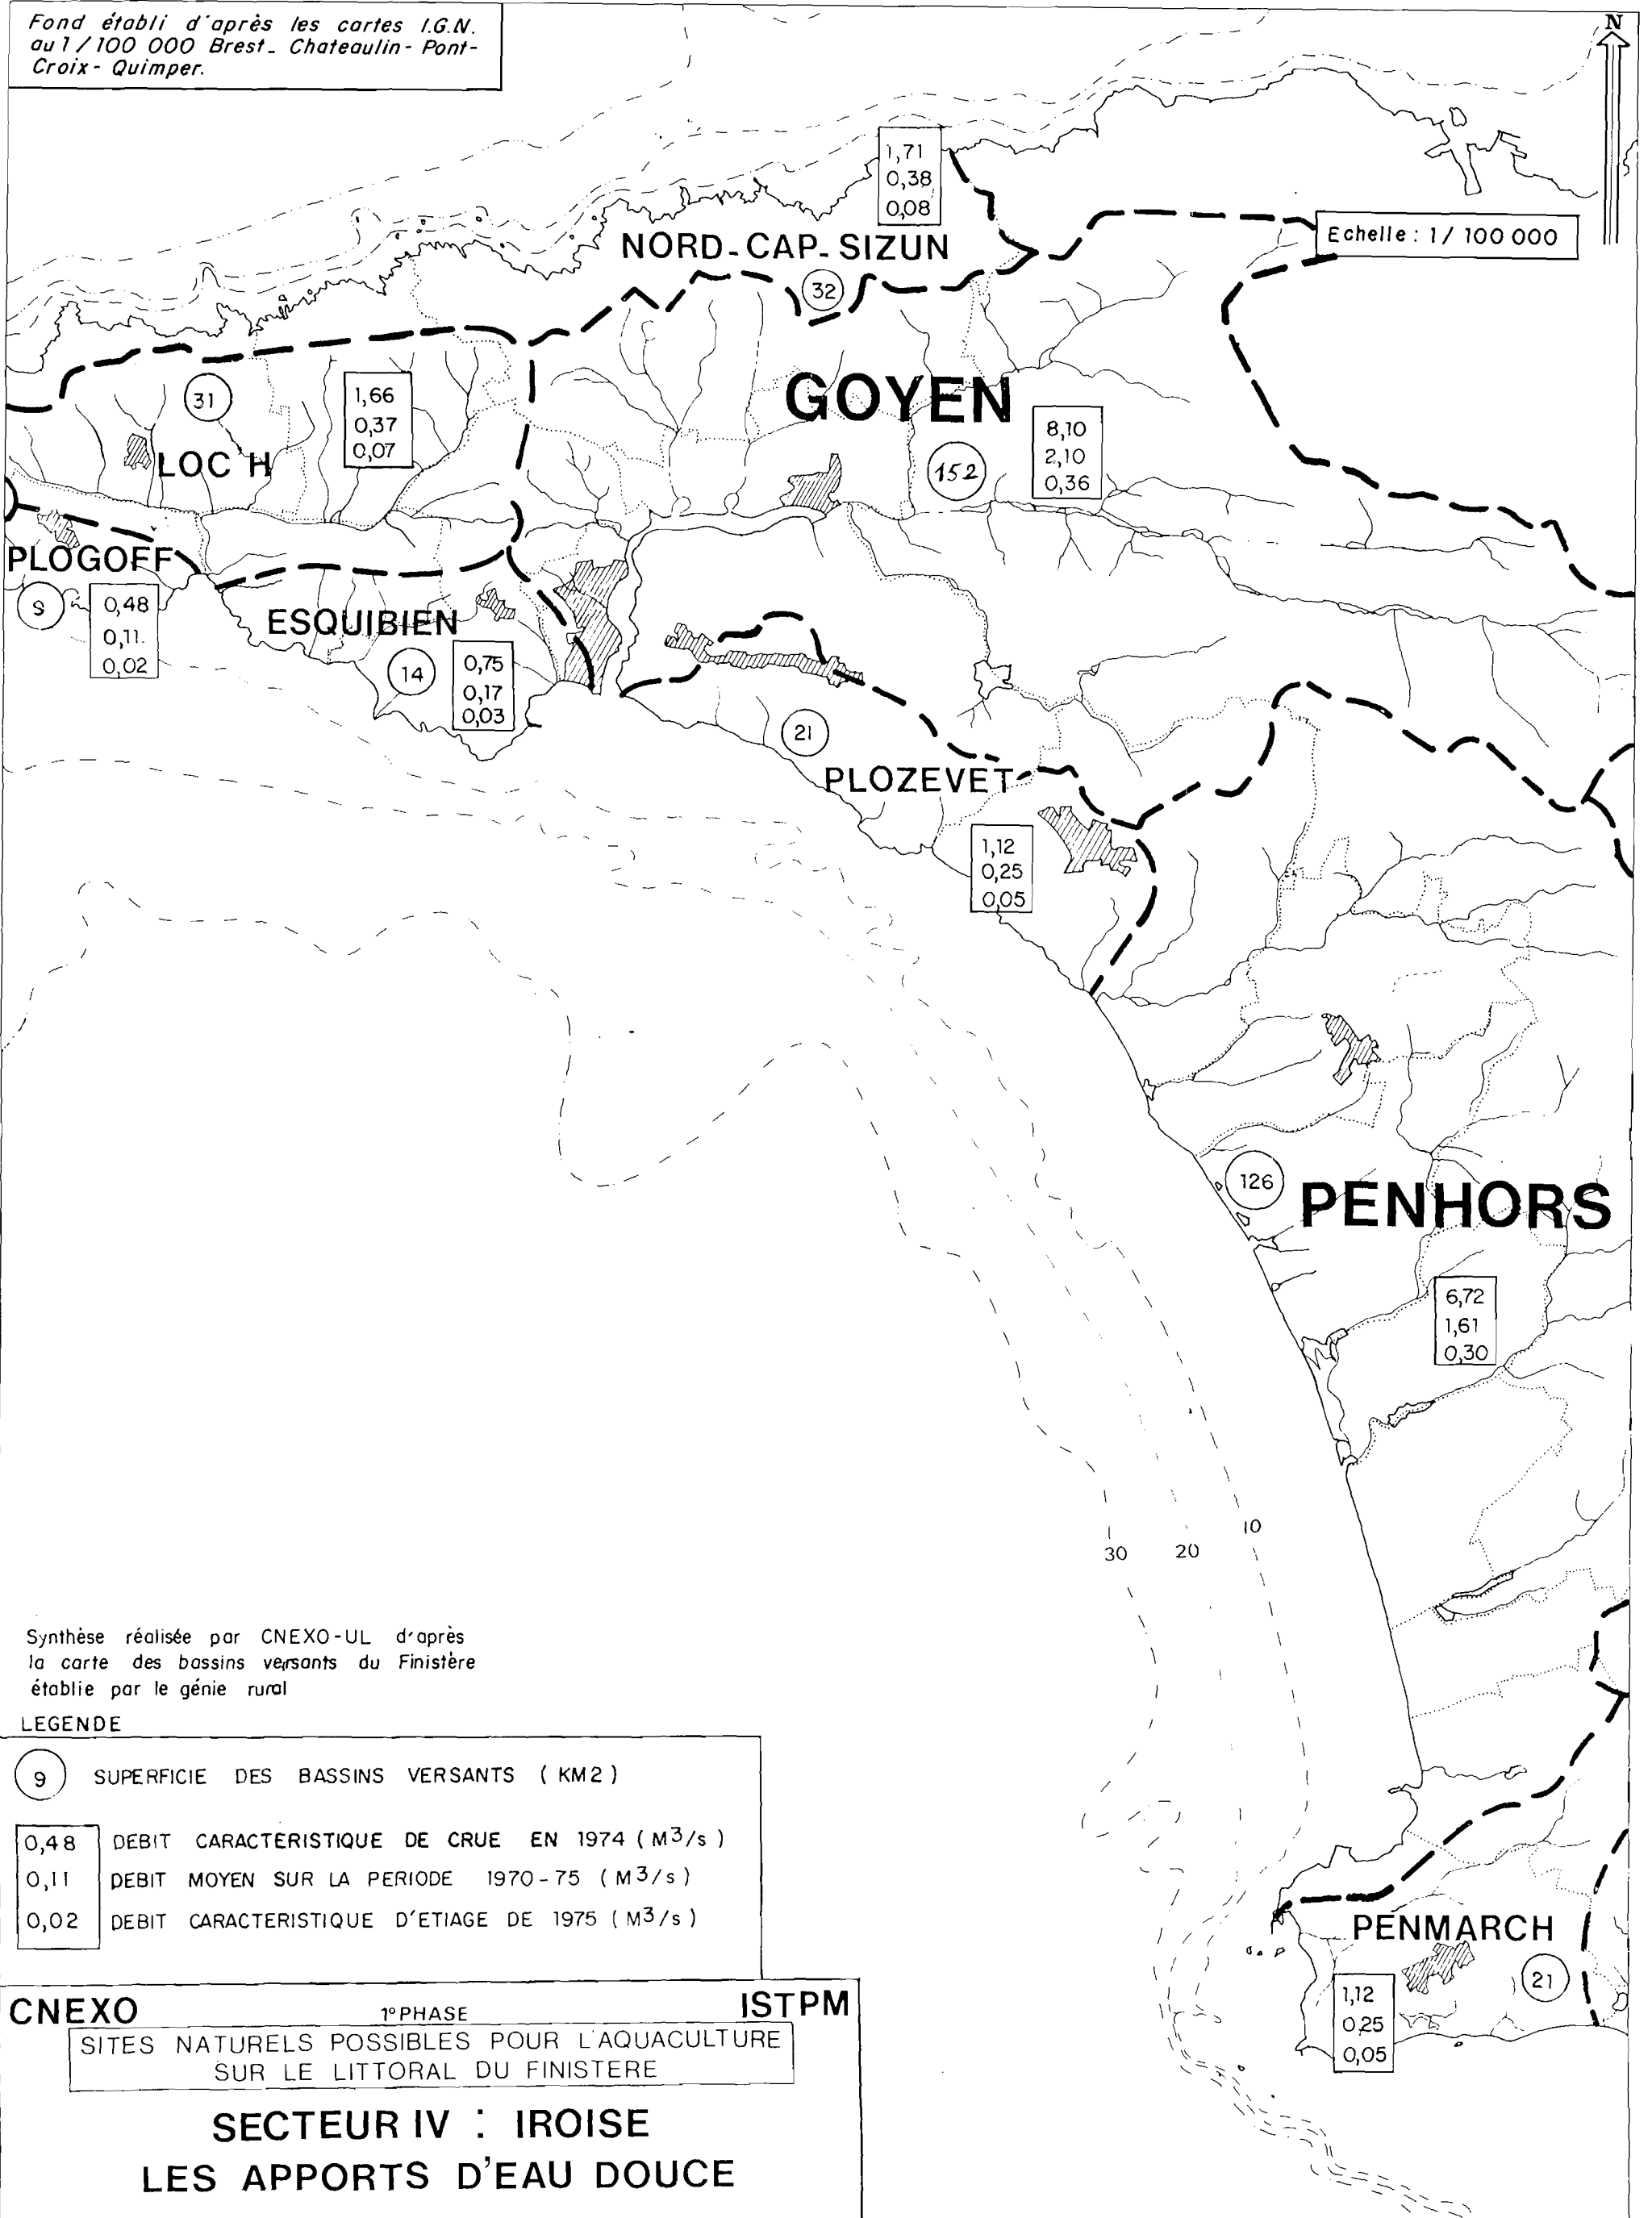 Fond établi d'après les cartes I.G.N.
au 1/100 000 Brest_ Chateaulin- Pont-
Croix- Quimper.
N
1,71
0,38
0,08
NORD-CAP-SIZUN
Echelle: 1/ 100 000
32
31
1,66
0,37
0,07
GOYEN
8,10
2,10
0,36
152
LOC'H
PLOGOFF
9
0,48
0,11
0,02
ESQUIBIEN
14
0,75
0,17
0,03
21
PLOZEVET
1,12
0,25
0,05
126
PENHORS
6,72
1,61
0,30
10
30
20
Synthèse réalisée par CNEXO-UL d'après
la carte des bassins versants du Finistère
établie par le génie rural
LEGENDE
9 SUPERFICIE DES BASSINS VERSANTS ( KM2 )
0,48 DEBIT CARACTERISTIQUE DE CRUE EN 1974 ( M3/s )
0,11 DEBIT MOYEN SUR LA PERIODE 1970-75 ( M3/s )
0,02 DEBIT CARACTERISTIQUE D'ETIAGE DE 1975 ( M3/s )
PENMARCH
21
1,12
0,25
0,05
CNEXO 1° PHASE ISTPM
SITES NATURELS POSSIBLES POUR L'AQUACULTURE
SUR LE LITTORAL DU FINISTERE
SECTEUR IV : IROISE
LES APPORTS D'EAU DOUCE